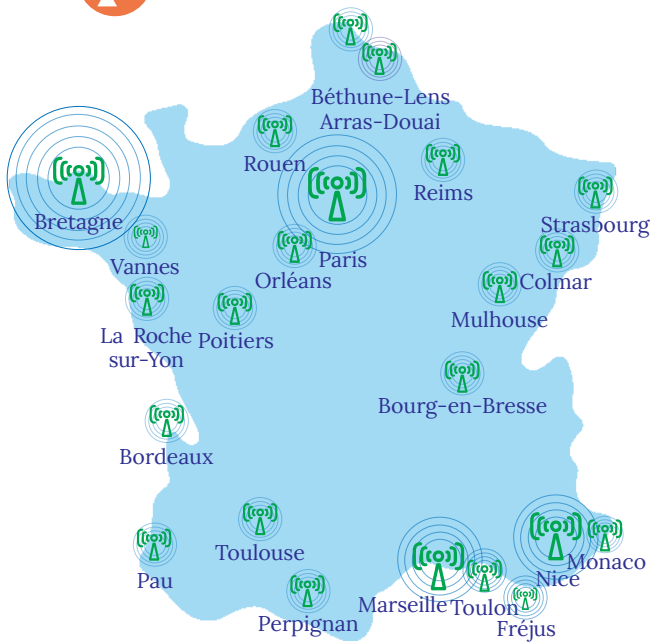 Béthune-Lens
Arras-Douai
Rouen
Reims
Bretagne
Strasbourg
Vannes
Orléans
Paris
Colmar
Mulhouse
La Roche
sur-Yon
Poitiers
Bourg-en-Bresse
Bordeaux
Toulouse
Pau
Perpignan
Marseille
Toulon
Nice
Monaco
Fréjus